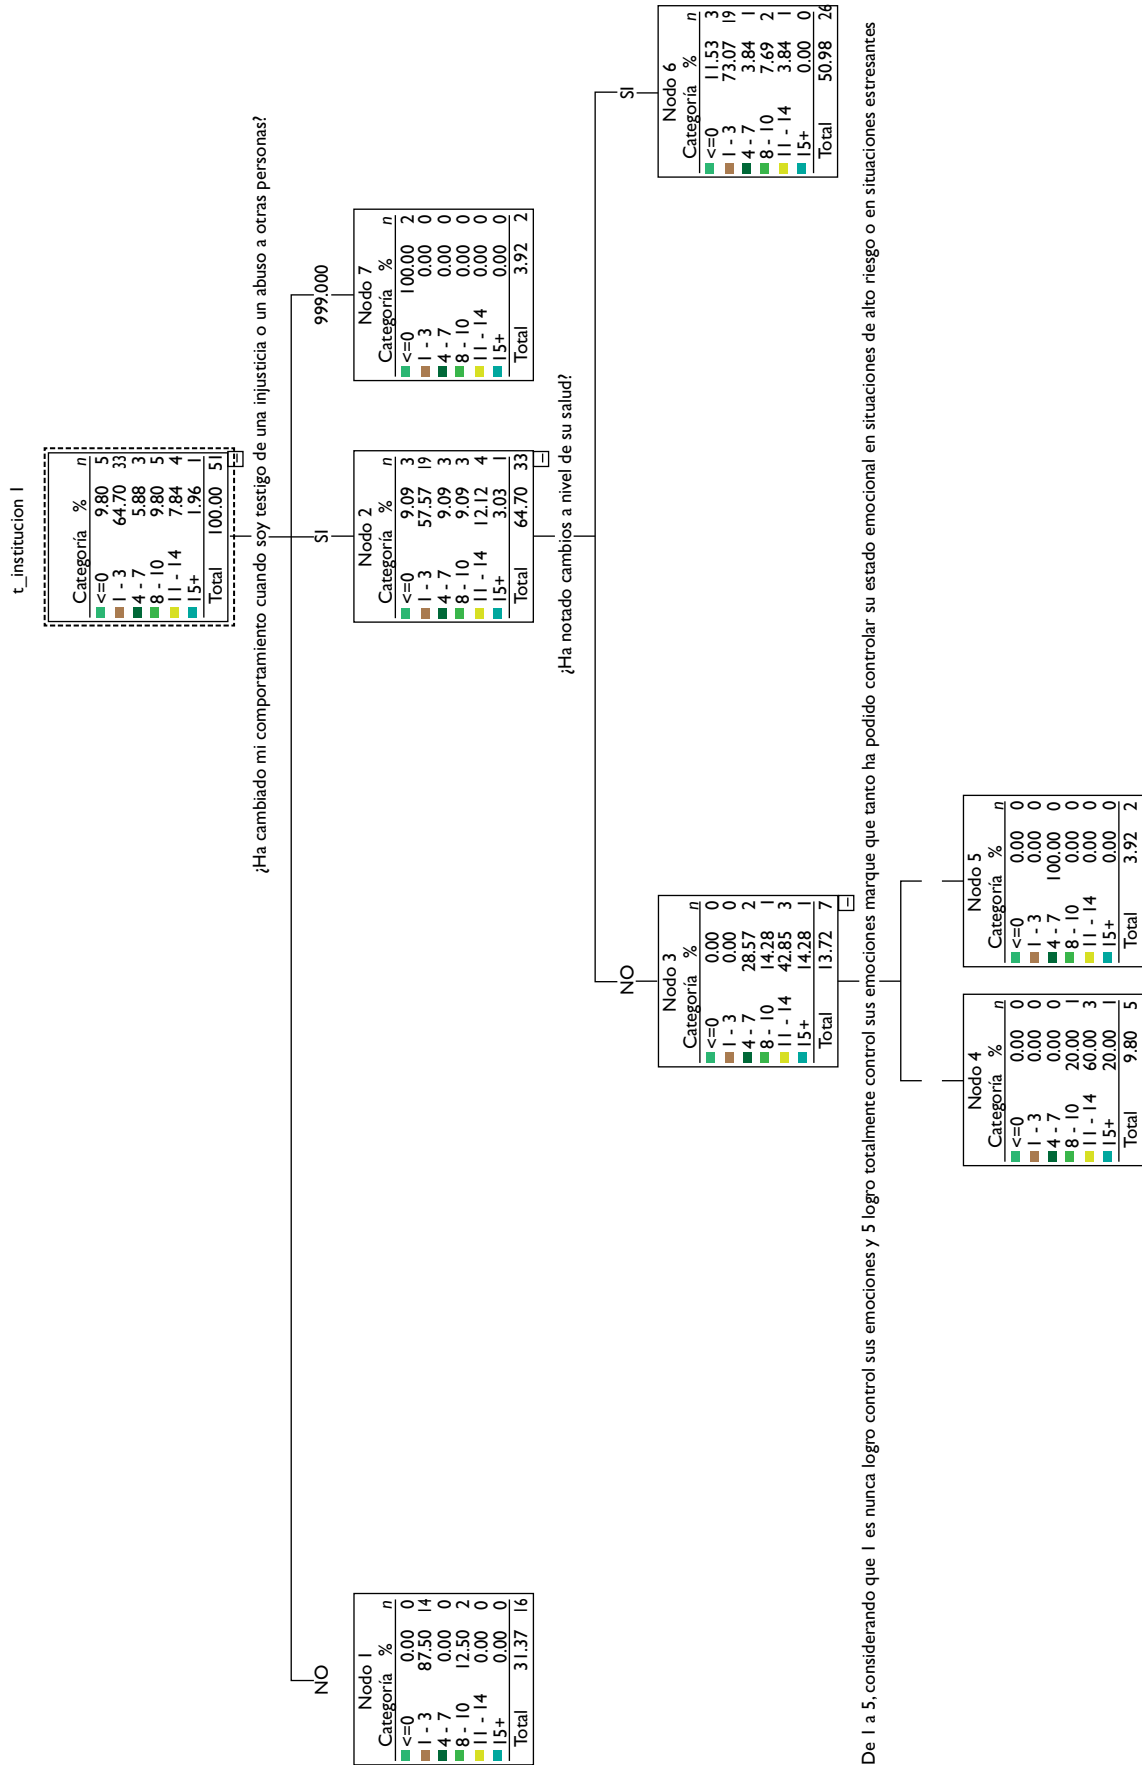 t_institucion 1
Categoría % n
<=0 9.80 5
1 - 3 64.70 33
4 - 7 5.88 3
8 - 10 9.80 5
11 - 14 7.84 4
15+ 1.96 1
Total 100.00 51
¿Ha cambiado mi comportamiento cuando soy testigo de una injusticia o un abuso a otras personas?
NO
SI
999.000
Nodo 1
Categoría % n
<=0 0.00 0
1 - 3 87.50 14
4 - 7 0.00 0
8 - 10 12.50 2
11 - 14 0.00 0
15+ 0.00 0
Total 31.37 16
Nodo 2
Categoría % n
<=0 9.09 3
1 - 3 57.57 19
4 - 7 9.09 3
8 - 10 9.09 3
11 - 14 12.12 4
15+ 3.03 1
Total 64.70 33
Nodo 7
Categoría % n
<=0 100.00 2
1 - 3 0.00 0
4 - 7 0.00 0
8 - 10 0.00 0
11 - 14 0.00 0
15+ 0.00 0
Total 3.92 2
¿Ha notado cambios a nivel de su salud?
NO
SI
Nodo 3
Categoría % n
<=0 0.00 0
1 - 3 0.00 0
4 - 7 28.57 2
8 - 10 14.28 1
11 - 14 42.85 3
15+ 14.28 1
Total 13.72 7
Nodo 6
Categoría % n
<=0 11.53 3
1 - 3 73.07 19
4 - 7 3.84 1
8 - 10 7.69 2
11 - 14 3.84 1
15+ 0.00 0
Total 50.98 26
De 1 a 5, considerando que 1 es nunca logro control sus emociones y 5 logro totalmente control sus emociones marque que tanto ha podido controlar su estado emocional en situaciones de alto riesgo o en situaciones estresantes
Nodo 4
Categoría % n
<=0 0.00 0
1 - 3 0.00 0
4 - 7 0.00 0
8 - 10 20.00 1
11 - 14 60.00 3
15+ 20.00 1
Total 9.80 5
Nodo 5
Categoría % n
<=0 0.00 0
1 - 3 0.00 0
4 - 7 100.00 0
8 - 10 0.00 0
11 - 14 0.00 0
15+ 0.00 0
Total 3.92 2